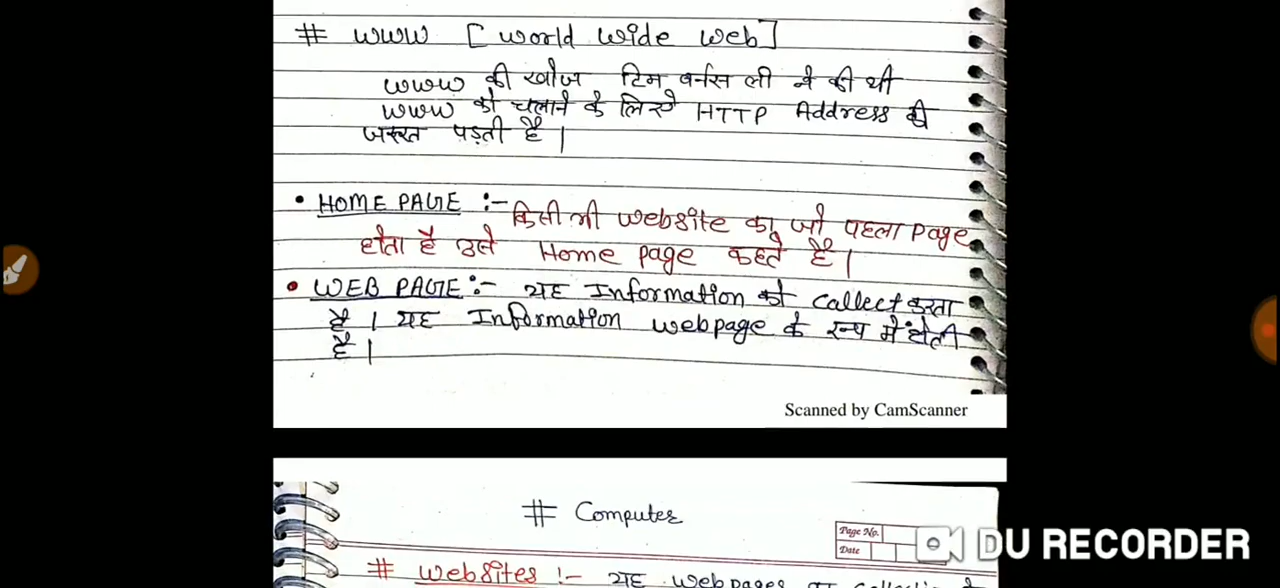 # WWW [World Wide Web]
WWW की खोज टिम बर्नस ली ने की थी
WWW को चलाने के लिए HTTP Address की
जरूरत पड़ती है।
• HOME PAGE :- किसी भी website का जो पहला page
होता है उसे Home page कहते है।
• WEB PAGE :- यह Information को callect करता
है। यह Information webpage के रूप में होती
है।
Scanned by CamScanner
# Computer
Page No.
Date
DU RECORDER
# Websites :- यह webpages का